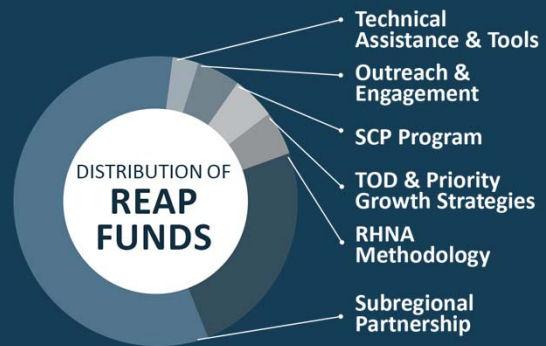 DISTRIBUTION OF
REAP
FUNDS
Technical
Assistance & Tools
Outreach &
Engagement
SCP Program
TOD & Priority
Growth Strategies
RHNA
Methodology
Subregional
Partnership